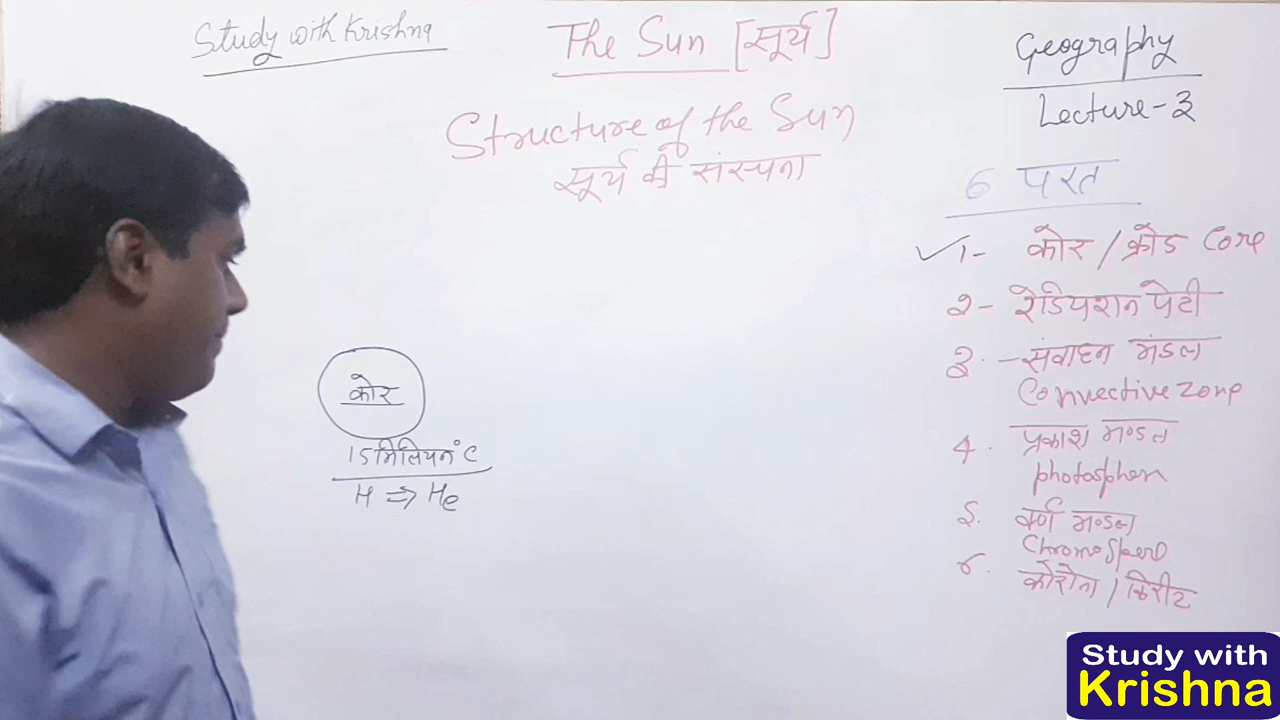 Study with Krishna
The Sun [सूर्य]
Structure of the Sun
सूर्य की संरचना
Geography
Lecture-3
6 परत
✓1- कोर / क्रोड Core
2- रेडियशन पेटी
3. - संवाहन मंडल
Convective zone
4. प्रकाश मण्डल
photosphere
5. वर्ण मण्डल
Chromosphere
6. कोरोना / किरीट
कोर
15 मिलियन °C
H ⇒ He
Study with
Krishna